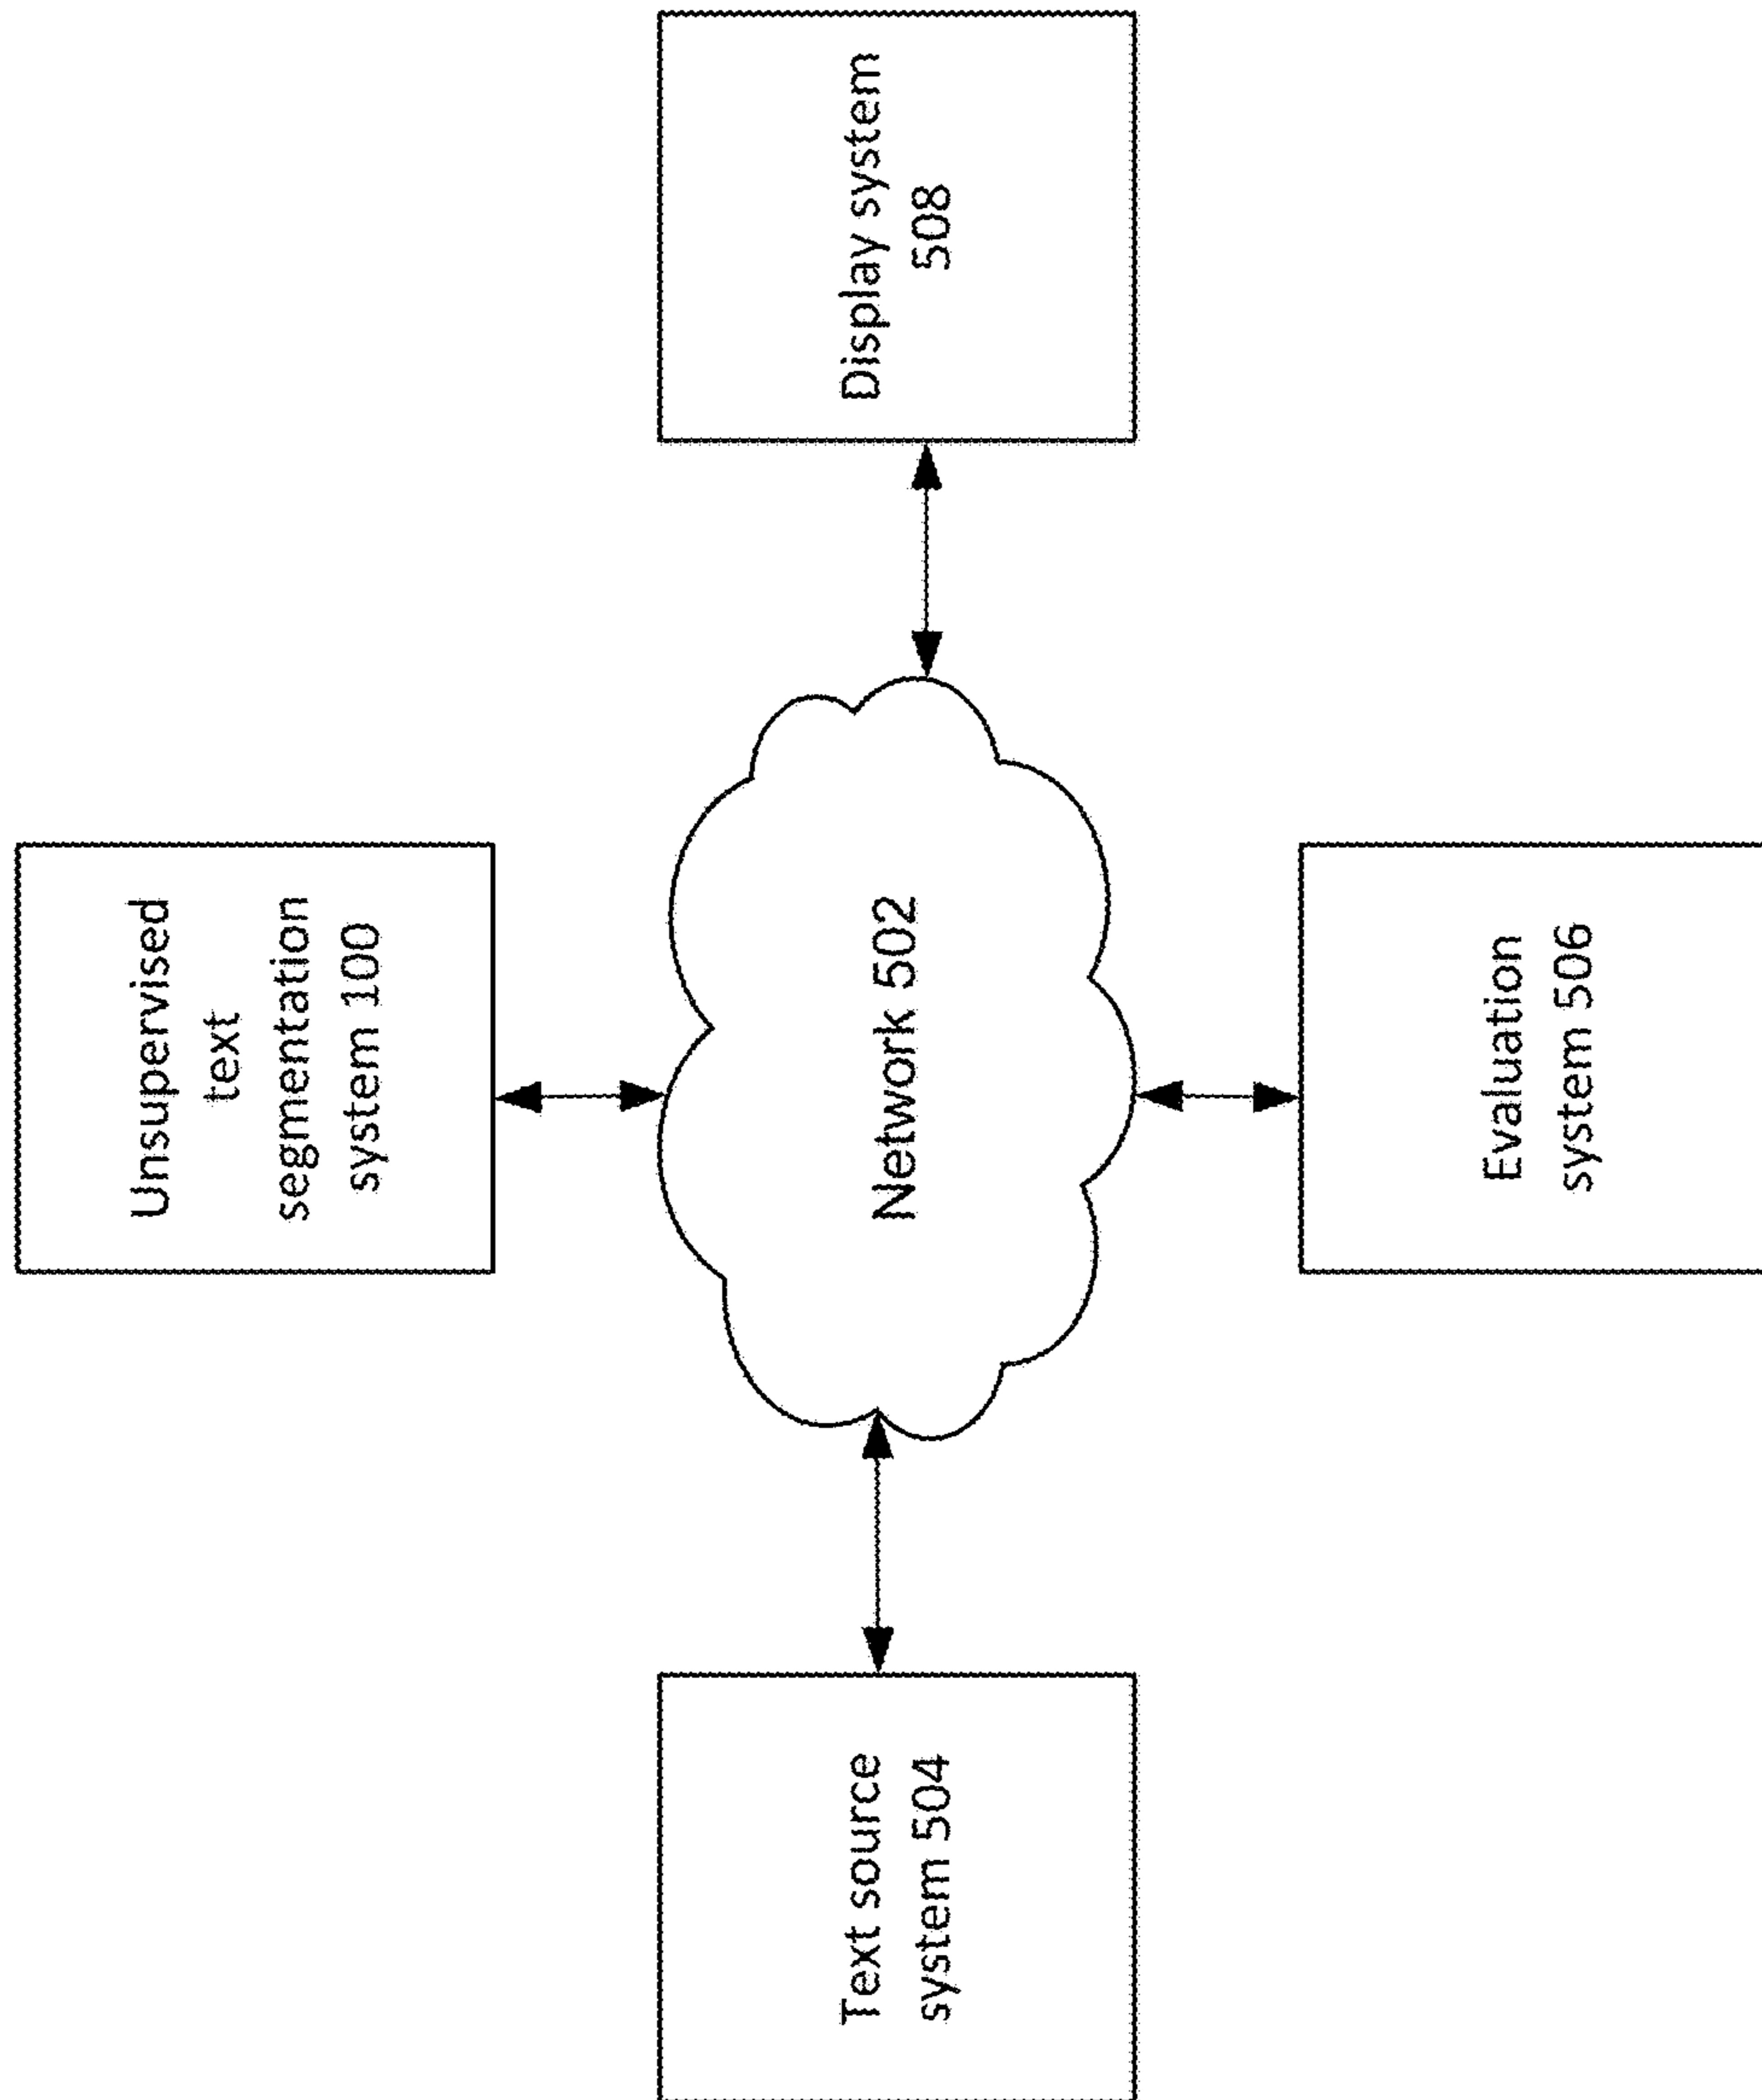 Unsupervised
text
segmentation
system 100
Text source
system 504
Network 502
Display system
508
Evaluation
system 506